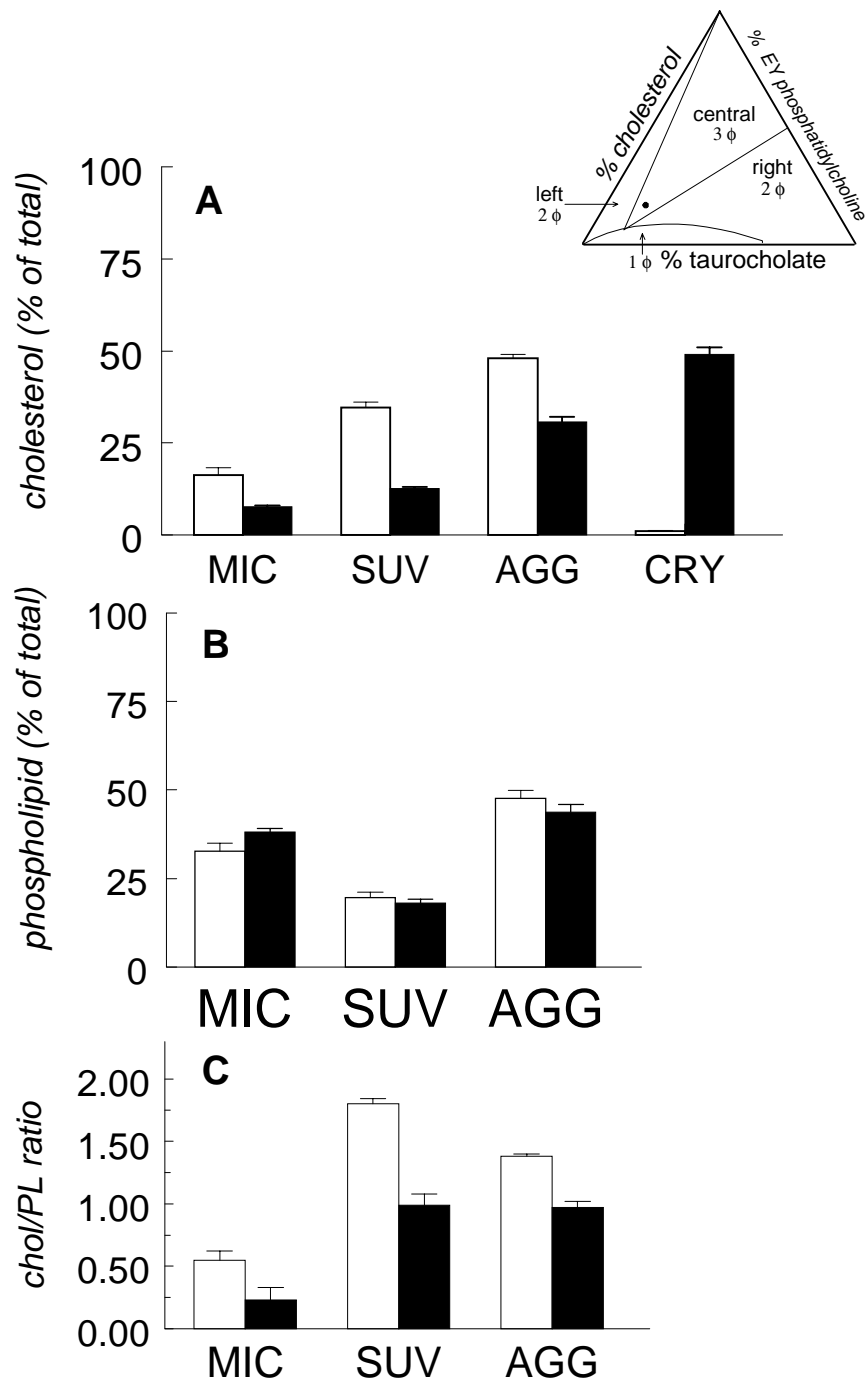 % cholesterol
% EY phosphatidylcholine
central
3 ϕ
right
2 ϕ
left
2 ϕ
1 ϕ
% taurocholate
A
cholesterol (% of total)
100
75
50
25
0
MIC SUV AGG CRY
B
phospholipid (% of total)
100
75
50
25
0
MIC SUV AGG
C
chol/PL ratio
2.00
1.50
1.00
0.50
0.00
MIC SUV AGG